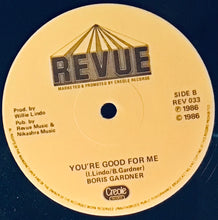 REVUE
MARKETED & PROMOTED BY CREOLE RECORDS
Prod. by
Willie Lindo
Pub. by
Revue Music &
Nikashra Music
SIDE B
REV 033
℗ 1986
© 1986
YOU'RE GOOD FOR ME
(I.Lindo/B.Gardner)
BORIS GARDNER
Creole